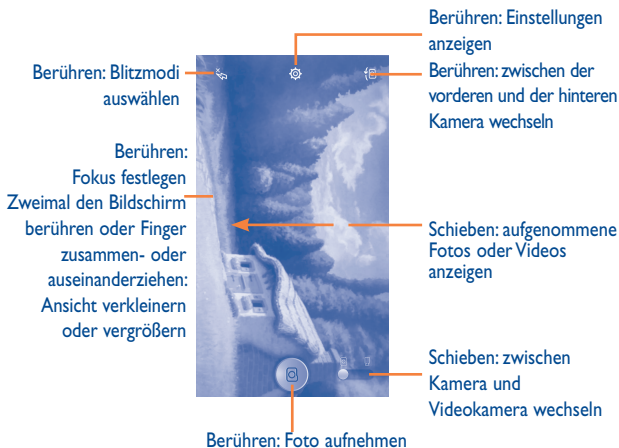 Berühren: Einstellungen
anzeigen
Berühren: Blitzmodi
auswählen
Berühren: zwischen der
vorderen und der hinteren
Kamera wechseln
Berühren:
Fokus festlegen
Zweimal den Bildschirm
berühren oder Finger
zusammen- oder
auseinanderziehen:
Ansicht verkleinern
oder vergrößern
Schieben: aufgenommene
Fotos oder Videos
anzeigen
Schieben: zwischen
Kamera und
Videokamera wechseln
Berühren: Foto aufnehmen